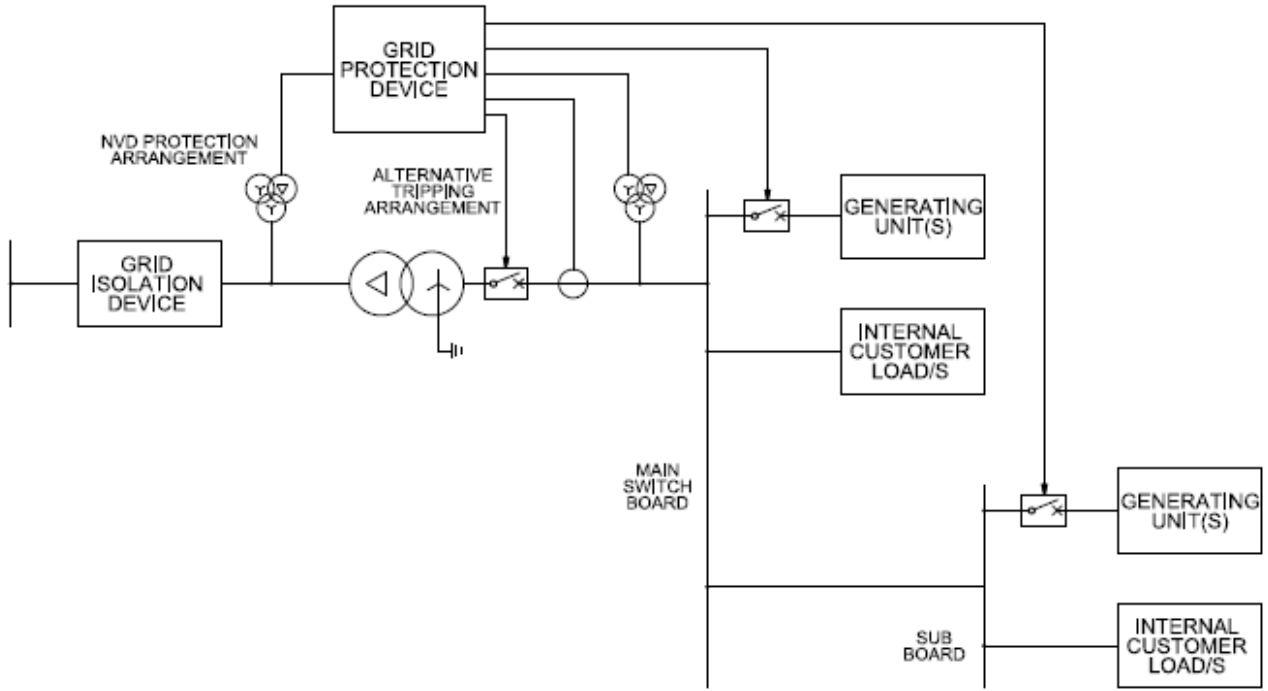 GRID
PROTECTION
DEVICE
NVD PROTECTION
ARRANGEMENT
ALTERNATIVE
TRIPPING
ARRANGEMENT
GRID
ISOLATION
DEVICE
GENERATING
UNIT(S)
INTERNAL
CUSTOMER
LOAD/S
MAIN
SWITCH
BOARD
GENERATING
UNIT(S)
SUB
BOARD
INTERNAL
CUSTOMER
LOAD/S